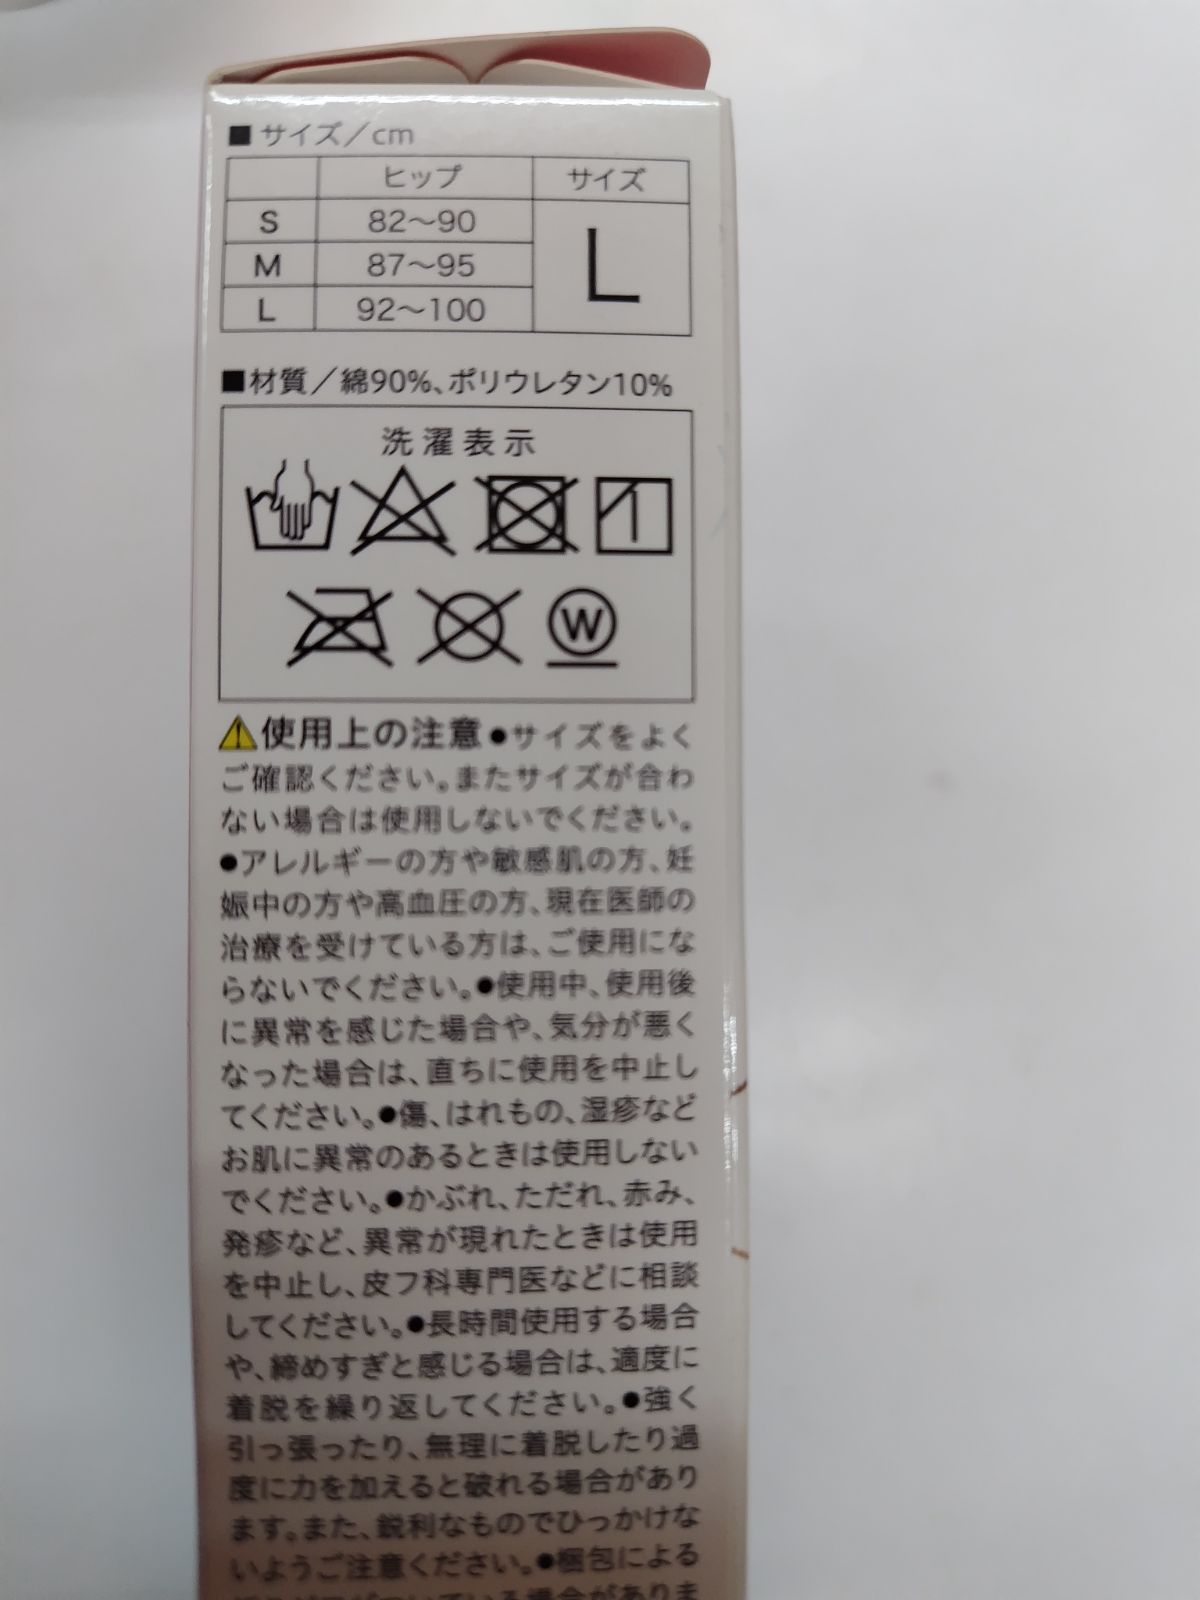 ■サイズ／cm
ヒップ サイズ
S 82～90
M 87～95 L
L 92～100
■材質／綿90%、ポリウレタン10%
洗濯表示
W
使用上の注意●サイズをよく
ご確認ください。またサイズが合わ
ない場合は使用しないでください。
●アレルギーの方や敏感肌の方、妊
娠中の方や高血圧の方、現在医師の
治療を受けている方は、ご使用にな
らないでください。●使用中、使用後
に異常を感じた場合や、気分が悪く
なった場合は、直ちに使用を中止し
てください。●傷、はれもの、湿疹など
お肌に異常のあるときは使用しない
でください。●かぶれ、ただれ、赤み、
発疹など、異常が現れたときは使用
を中止し、皮フ科専門医などに相談
してください。●長時間使用する場合
や、締めすぎと感じる場合は、適度に
着脱を繰り返してください。●強く
引っ張ったり、無理に着脱したり過
度に力を加えると破れる場合があり
ます。また、鋭利なものでひっかけな
いようご注意ください。●梱包による
ている場合がありま